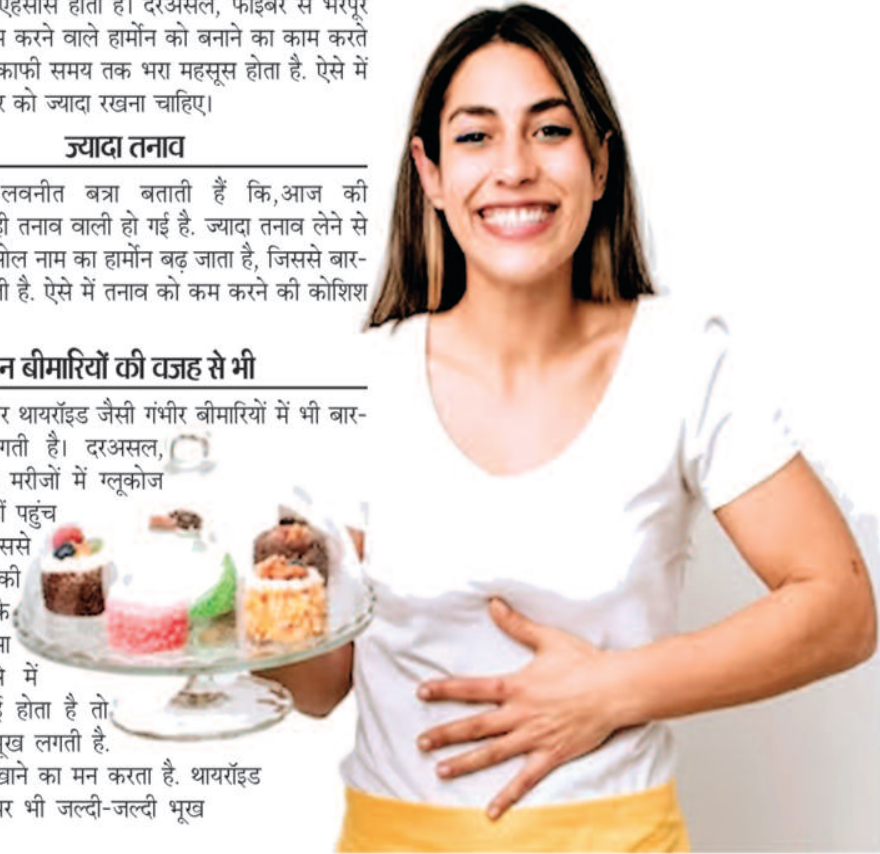 एहसास होता है। दरअसल, फाइबर से भरपूर
करने वाले हार्मोन को बनाने का काम करते
काफी समय तक भरा महसूस होता है. ऐसे में
को ज्यादा रखना चाहिए।
ज्यादा तनाव
लवनीत बत्रा बताती हैं कि,आज की
तनाव वाली हो गई है. ज्यादा तनाव लेने से
नाम का हार्मोन बढ़ जाता है, जिससे बार-
है. ऐसे में तनाव को कम करने की कोशिश
बीमारियों की वजह से भी
थायरॉइड जैसी गंभीर बीमारियों में भी बार-
है। दरअसल,
मरीजों में ग्लूकोज
पहुंच
की
में
होता है तो
लगती है.
खाने का मन करता है. थायरॉइड
भी जल्दी-जल्दी भूख